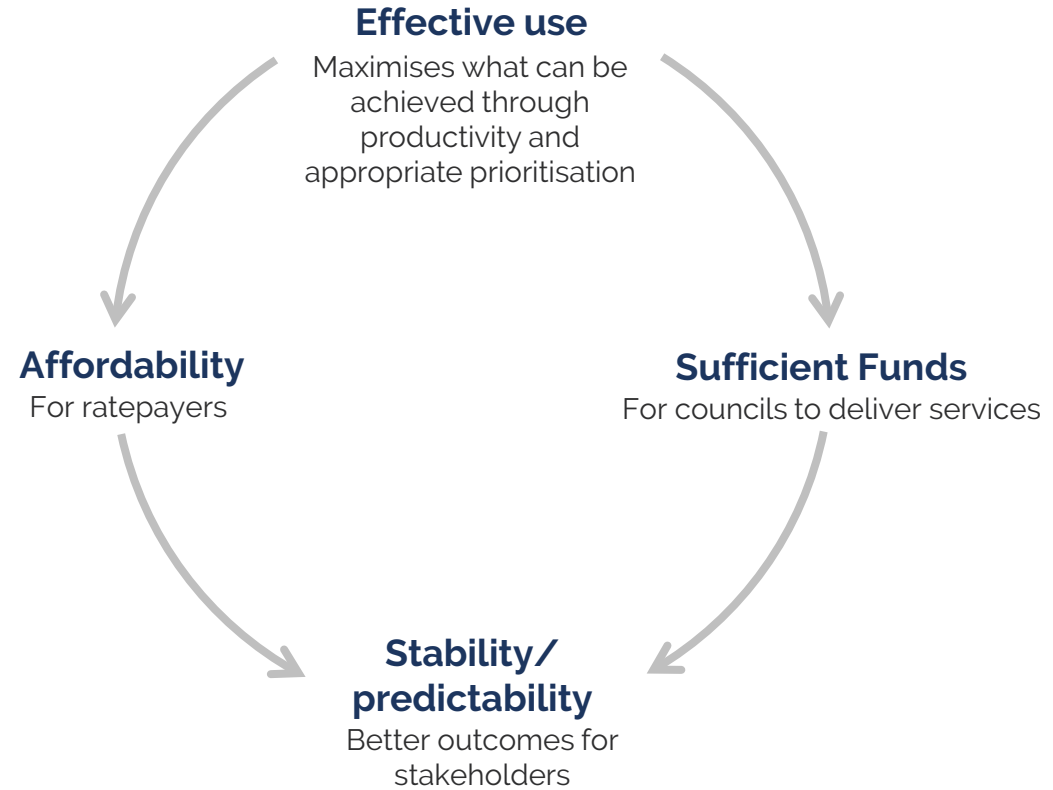 Effective use
Maximises what can be
achieved through
productivity and
appropriate prioritisation
Affordability
For ratepayers
Sufficient Funds
For councils to deliver services
Stability/
predictability
Better outcomes for
stakeholders